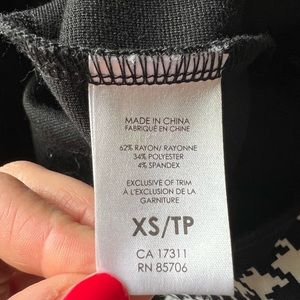 MADE IN CHINA
FABRIQUÉ EN CHINE
62% RAYON/ RAYONNE
34% POLYESTER
4% SPANDEX
EXCLUSIVE OF TRIM
À L'EXCLUSION DE LA
GARNITURE
XS/TP
CA 17311
RN 85706